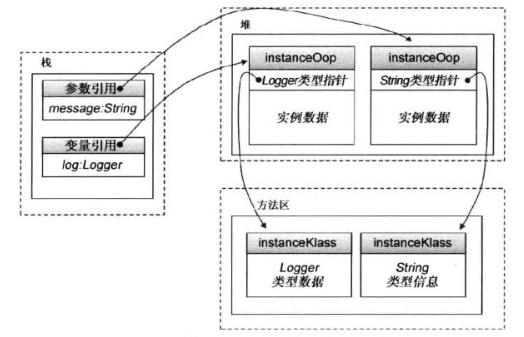 栈
参数引用
message:String
变量引用
log:Logger
堆
instanceOop
Logger类型指针
实例数据
instanceOop
String类型指针
实例数据
方法区
instanceKlass
Logger
类型数据
instanceKlass
String
类型信息